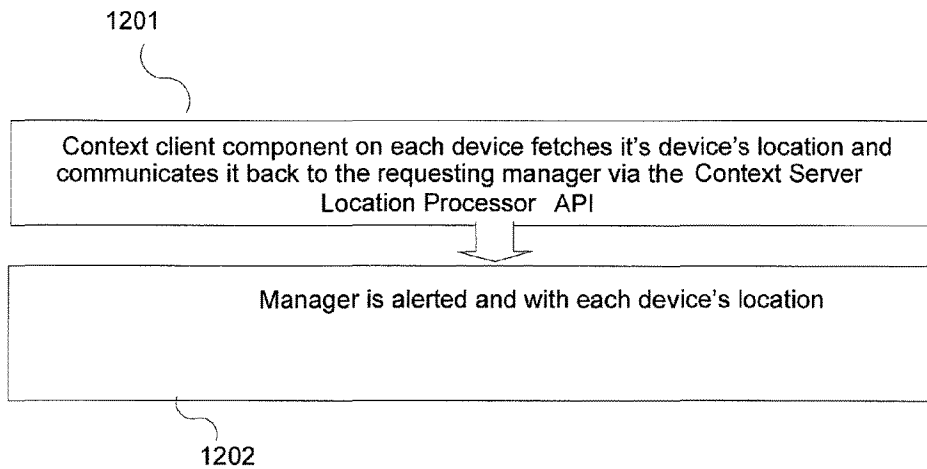 1201
Context client component on each device fetches it's device's location and
communicates it back to the requesting manager via the Context Server
Location Processor API
Manager is alerted and with each device's location
1202